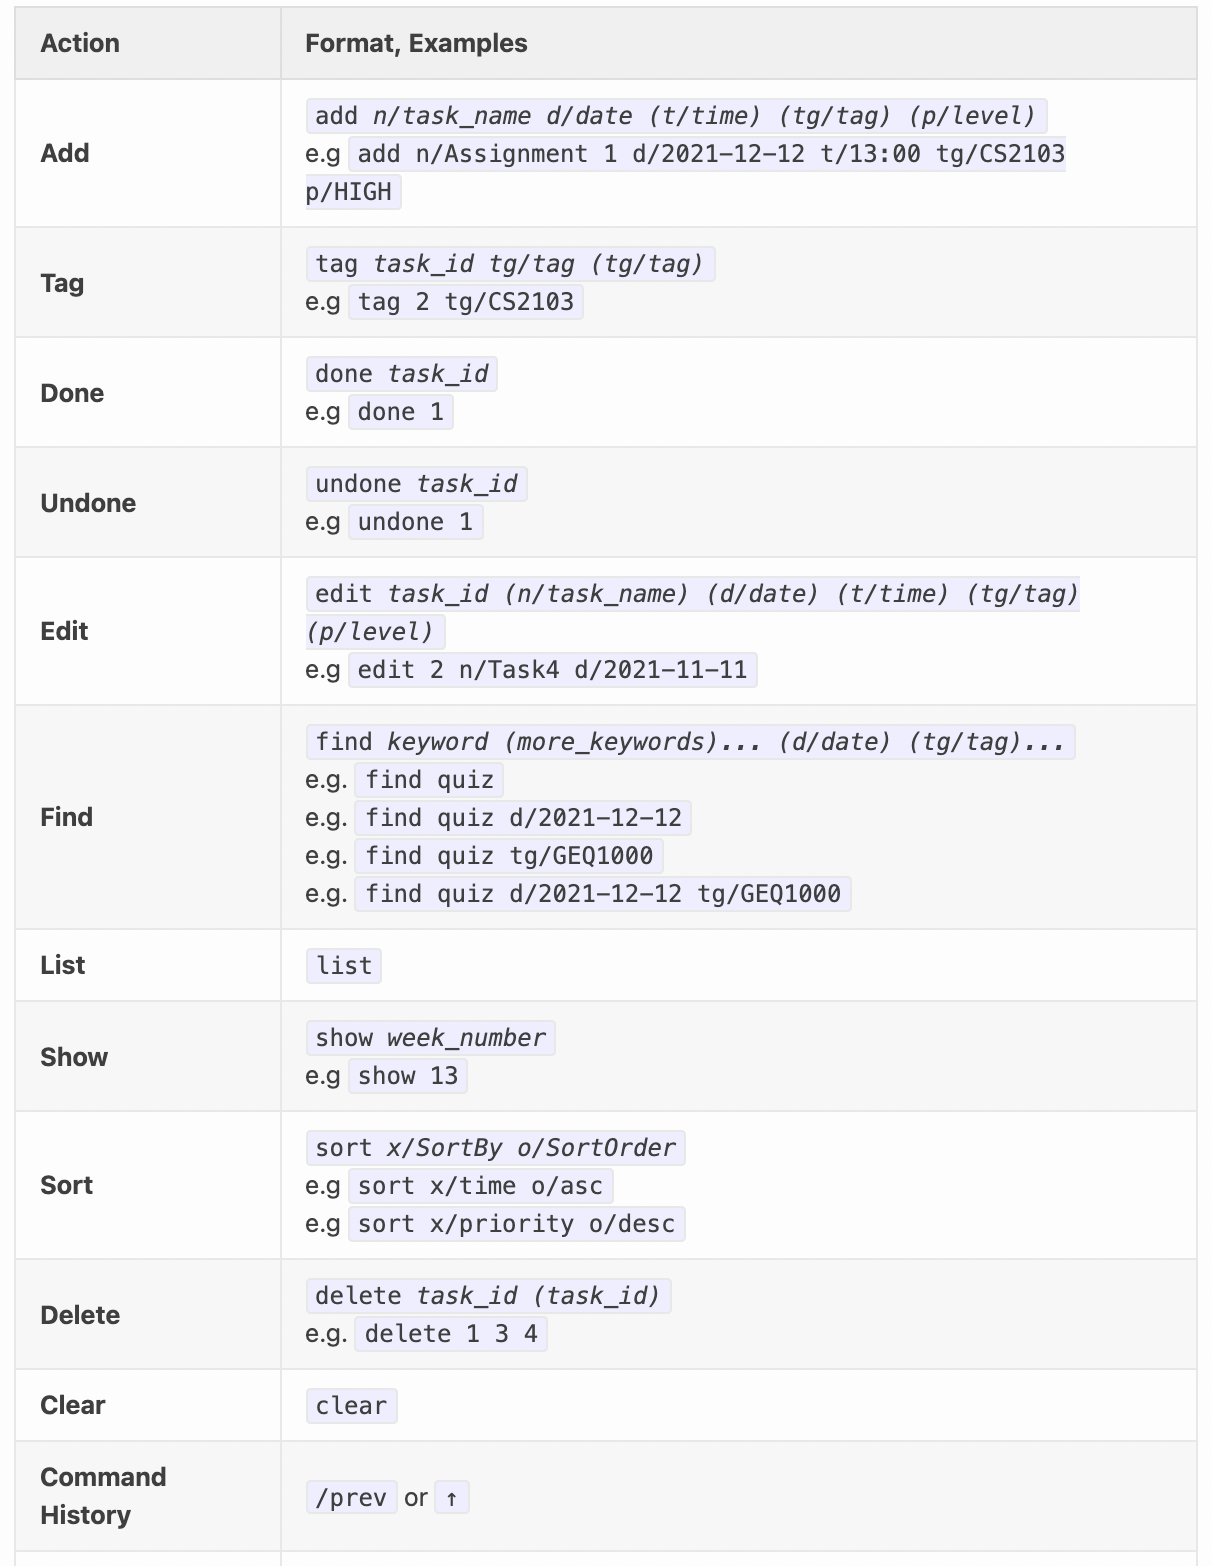 Action
Format, Examples
Add
add n/task_name d/date (t/time) (tg/tag) (p/level)
e.g add n/Assignment 1 d/2021-12-12 t/13:00 tg/CS2103
p/HIGH
Tag
tag task_id tg/tag (tg/tag)
e.g tag 2 tg/CS2103
Done
done task_id
e.g done 1
Undone
undone task_id
e.g undone 1
Edit
edit task_id (n/task_name) (d/date) (t/time) (tg/tag)
(p/level)
e.g edit 2 n/Task4 d/2021-11-11
Find
find keyword (more_keywords)... (d/date) (tg/tag)...
e.g. find quiz
e.g. find quiz d/2021-12-12
e.g. find quiz tg/GEQ1000
e.g. find quiz d/2021-12-12 tg/GEQ1000
List
list
Show
show week_number
e.g show 13
Sort
sort x/SortBy o/SortOrder
e.g sort x/time o/asc
e.g sort x/priority o/desc
Delete
delete task_id (task_id)
e.g. delete 1 3 4
Clear
clear
Command
History
/prev or ↑